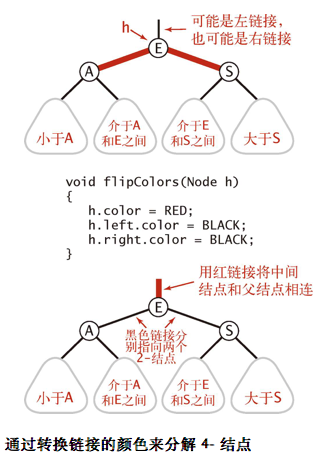 可能是左链接，
也可能是右链接
h
E
A
S
小于A
介于A
和E之间
介于E
和S之间
大于S
void flipColors(Node h)
{
h.color = RED;
h.left.color = BLACK;
h.right.color = BLACK;
}
用红链接将中间
结点和父结点相连
E
A
黑色链接分
别指向两个
2-结点
S
小于A
介于A
和E之间
介于E
和S之间
大于S
通过转换链接的颜色来分解 4- 结点